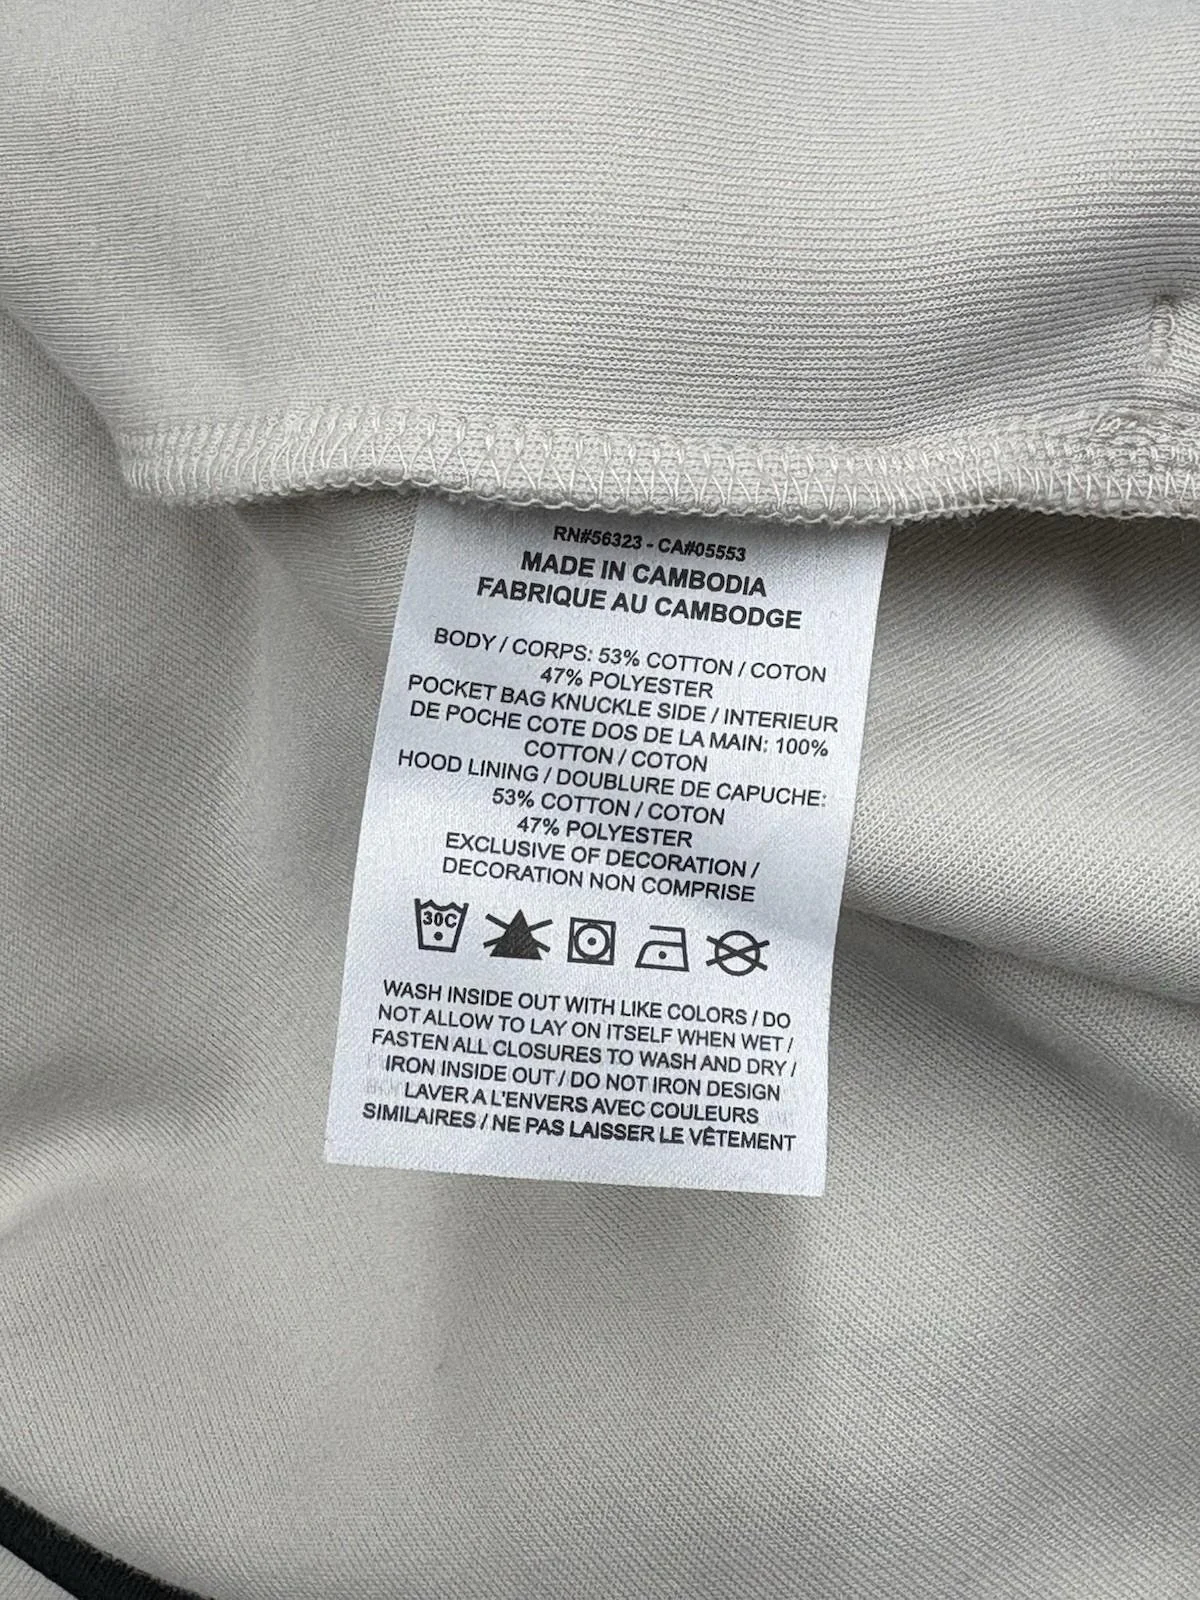 RN#56323 - CA#05553
MADE IN CAMBODIA
FABRIQUE AU CAMBODGE
BODY / CORPS: 53% COTTON / COTON
47% POLYESTER
POCKET BAG KNUCKLE SIDE / INTERIEUR
DE POCHE COTE DOS DE LA MAIN: 100%
COTTON / COTON
HOOD LINING / DOUBLURE DE CAPUCHE:
53% COTTON / COTON
47% POLYESTER
EXCLUSIVE OF DECORATION /
DECORATION NON COMPRISE
30C
WASH INSIDE OUT WITH LIKE COLORS / DO
NOT ALLOW TO LAY ON ITSELF WHEN WET /
FASTEN ALL CLOSURES TO WASH AND DRY /
IRON INSIDE OUT / DO NOT IRON DESIGN
LAVER A L'ENVERS AVEC COULEURS
SIMILAIRES / NE PAS LAISSER LE VÊTEMENT